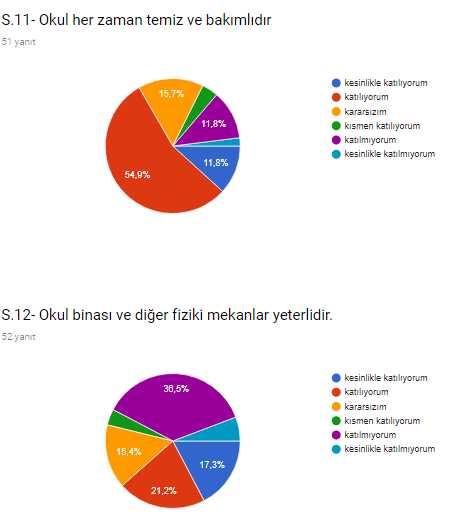 S.11- Okul her zaman temiz ve bakımlıdır
51 yanıt
kesinlikle katılıyorum
katılıyorum
kararsızım
kısmen katılıyorum
katılmıyorum
kesinlikle katılmıyorum
15,7%
11,8%
54,9%
11,8%
S.12- Okul binası ve diğer fiziki mekanlar yeterlidir.
52 yanıt
kesinlikle katılıyorum
katılıyorum
kararsızım
kısmen katılıyorum
katılmıyorum
kesinlikle katılmıyorum
36,5%
15,4%
17,3%
21,2%